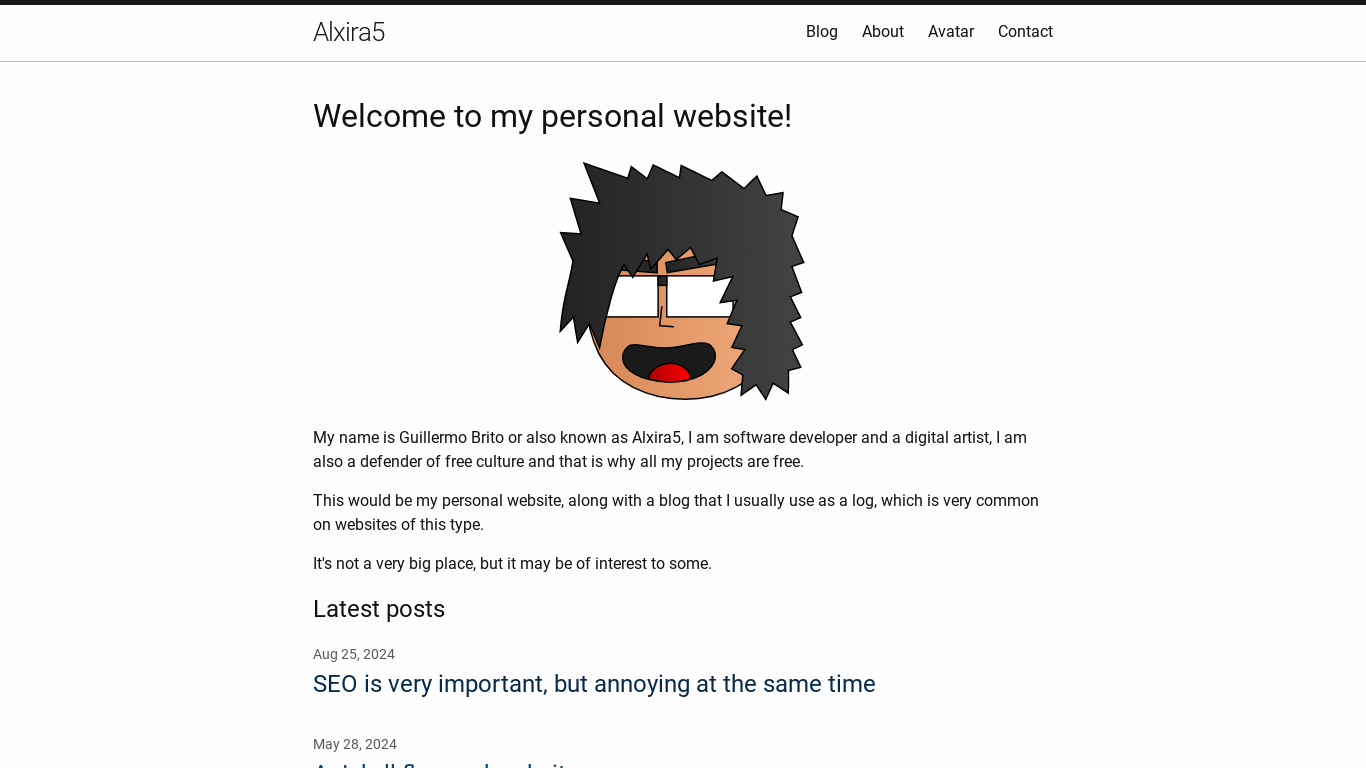 Alxira5
Blog About Avatar Contact
Welcome to my personal website!
My name is Guillermo Brito or also known as Alxira5, I am software developer and a digital artist, I am
also a defender of free culture and that is why all my projects are free.
This would be my personal website, along with a blog that I usually use as a log, which is very common
on websites of this type.
It's not a very big place, but it may be of interest to some.
Latest posts
Aug 25, 2024
SEO is very important, but annoying at the same time
May 28, 2024